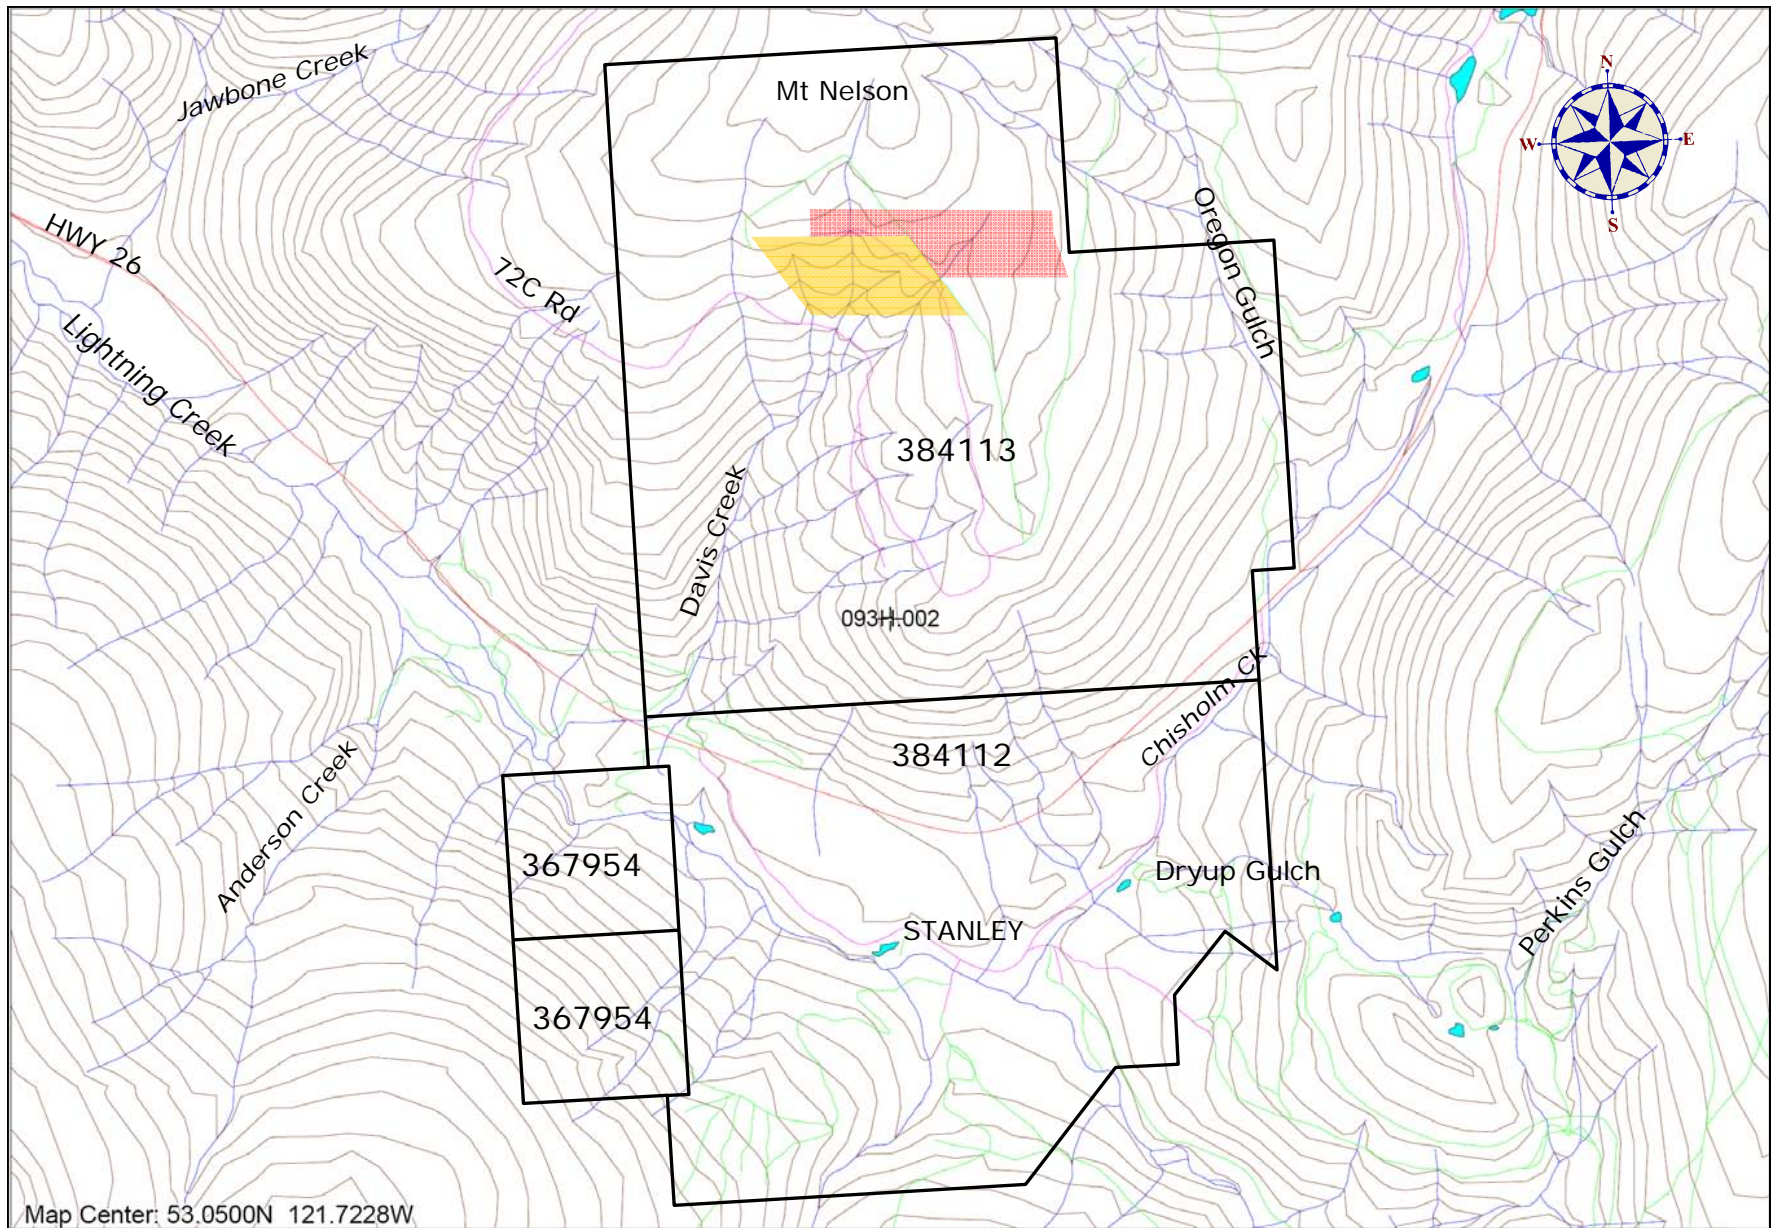 Jawbone Creek
Mt Nelson
N
W
E
S
HWY 26
72C Rd
Oregon Gulch
Lightning Creek
384113
Davis Creek
093H.002
Chisholm Ck
384112
Anderson Creek
367954
Dryup Gulch
Perkins Gulch
STANLEY
367954
Map Center: 53.0500N 121.7228W